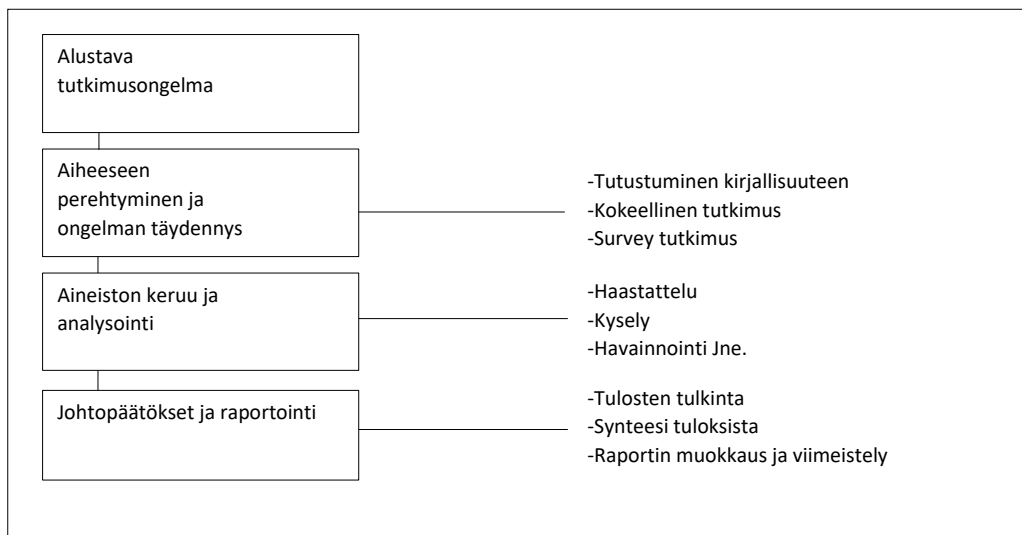 Alustava
tutkimusongelma
Aiheeseen
perehtyminen ja
ongelman täydennys
-Tutustuminen kirjallisuuteen
-Kokeellinen tutkimus
-Survey tutkimus
Aineiston keruu ja
analysointi
-Haastattelu
-Kysely
-Havainnointi Jne.
Johtopäätökset ja raportointi
-Tulosten tulkinta
-Synteesi tuloksista
-Raportin muokkaus ja viimeistely